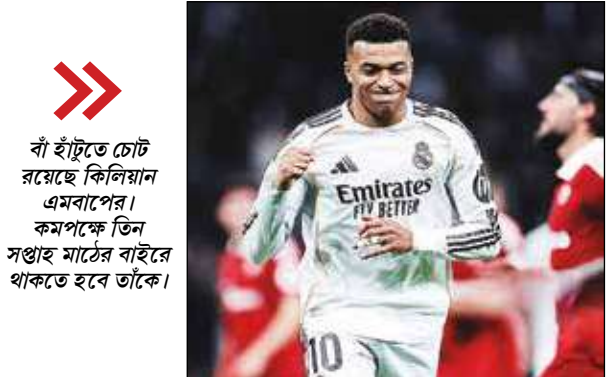 বাঁ হাঁটুতে চোট
রয়েছে কিলিয়ান
এমবাপের।
কমপক্ষে তিন
সপ্তাহ মাঠের বাইরে
থাকতে হবে তাঁকে।
Emirates
FLY BETTER
10